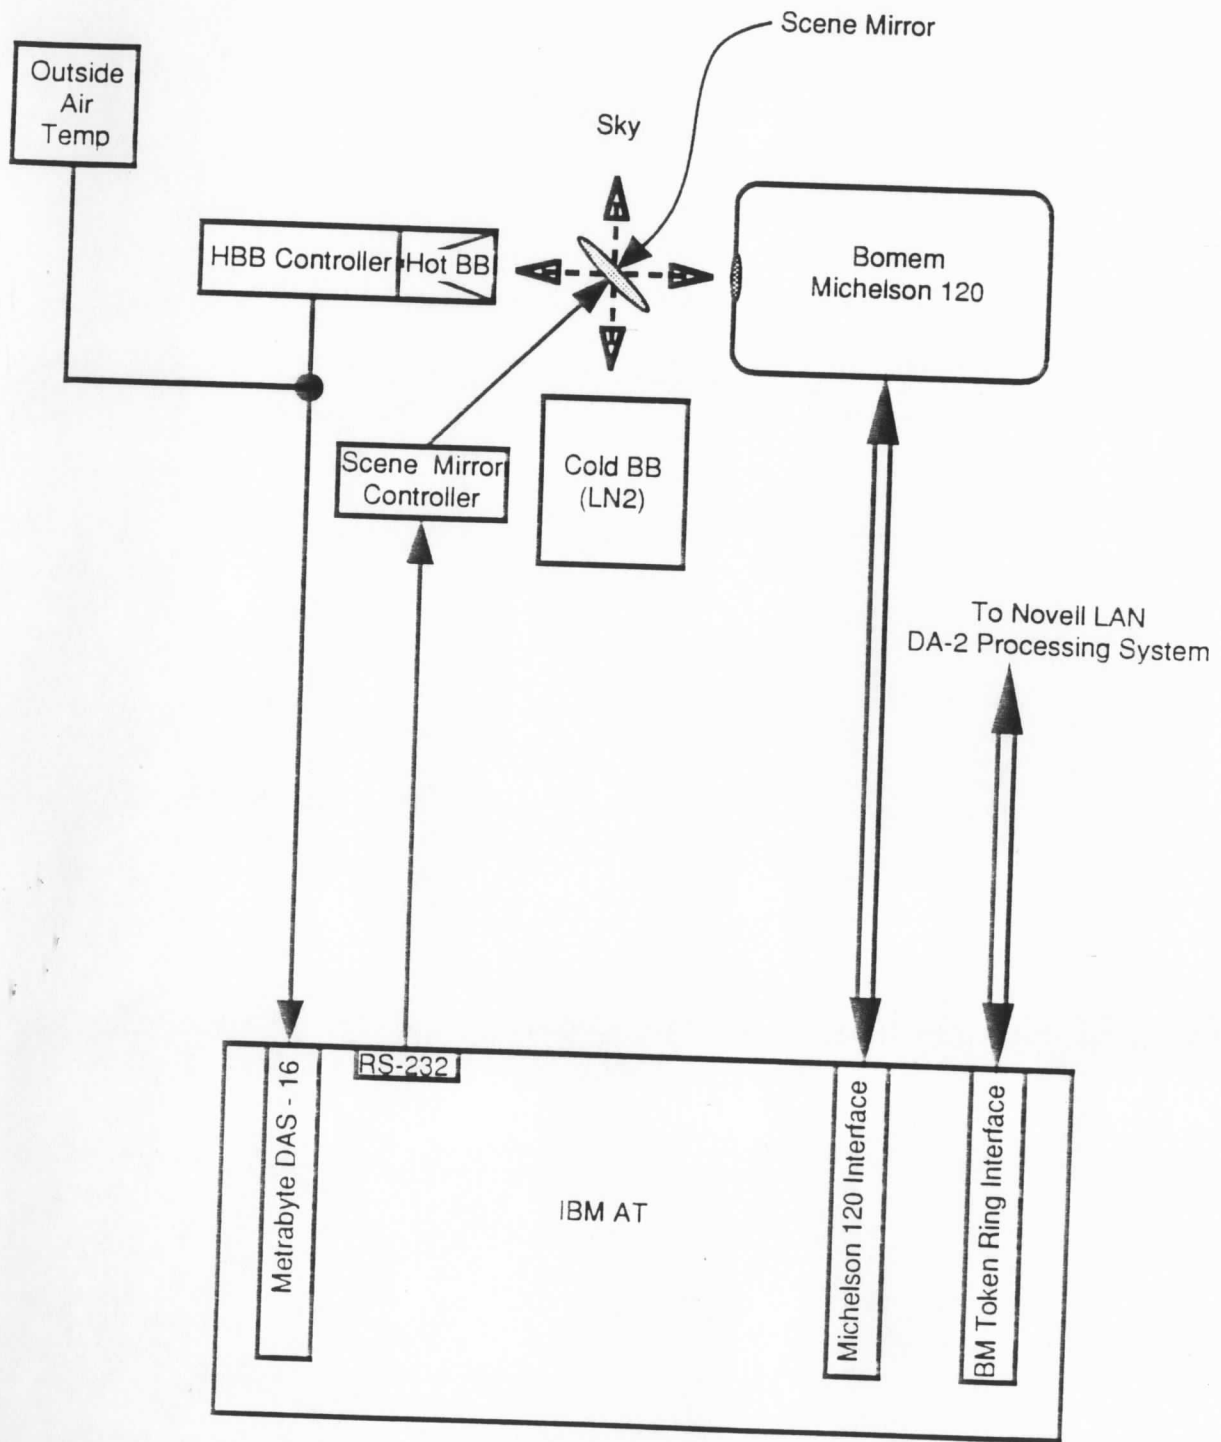 Scene Mirror
Outside
Air
Temp
Sky
HBB Controller
Hot BB
Bomem
Michelson 120
Scene Mirror
Controller
Cold BB
(LN2)
To Novell LAN
DA-2 Processing System
RS-232
Metrabyte DAS - 16
IBM AT
Michelson 120 Interface
BM Token Ring Interface